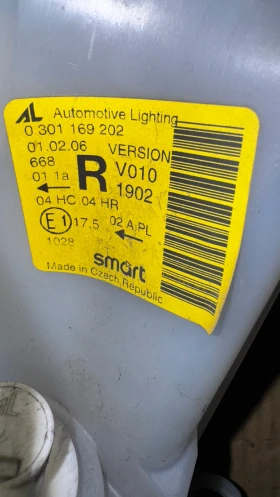 AL Automotive Lighting
0 301 169 202
01.02.06 VERSION
668 R V010
01 1a 1902
04 HC 04 HR
E1 17.5 02 A,PL
1028
smart
Made in Czech Republic